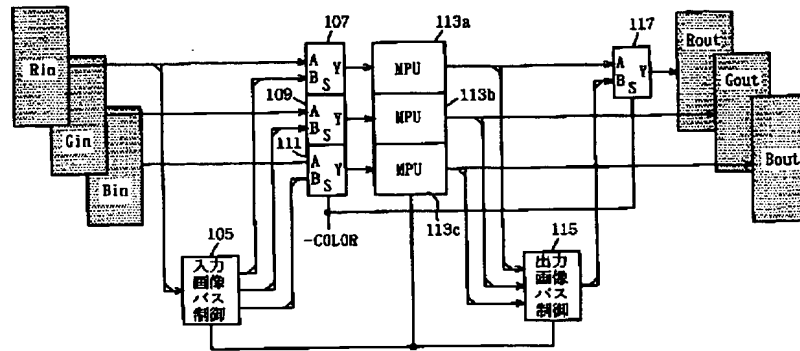 107
113a
117
Rin
Gin
Bin
A
B
S
Y
MPU
109
A
B
S
Y
MPU
113b
111
A
B
S
Y
MPU
113c
A
B
S
Y
Rout
Gout
Bout
-COLOR
105
入力
画像
パス
制御
115
出力
画像
パス
制御